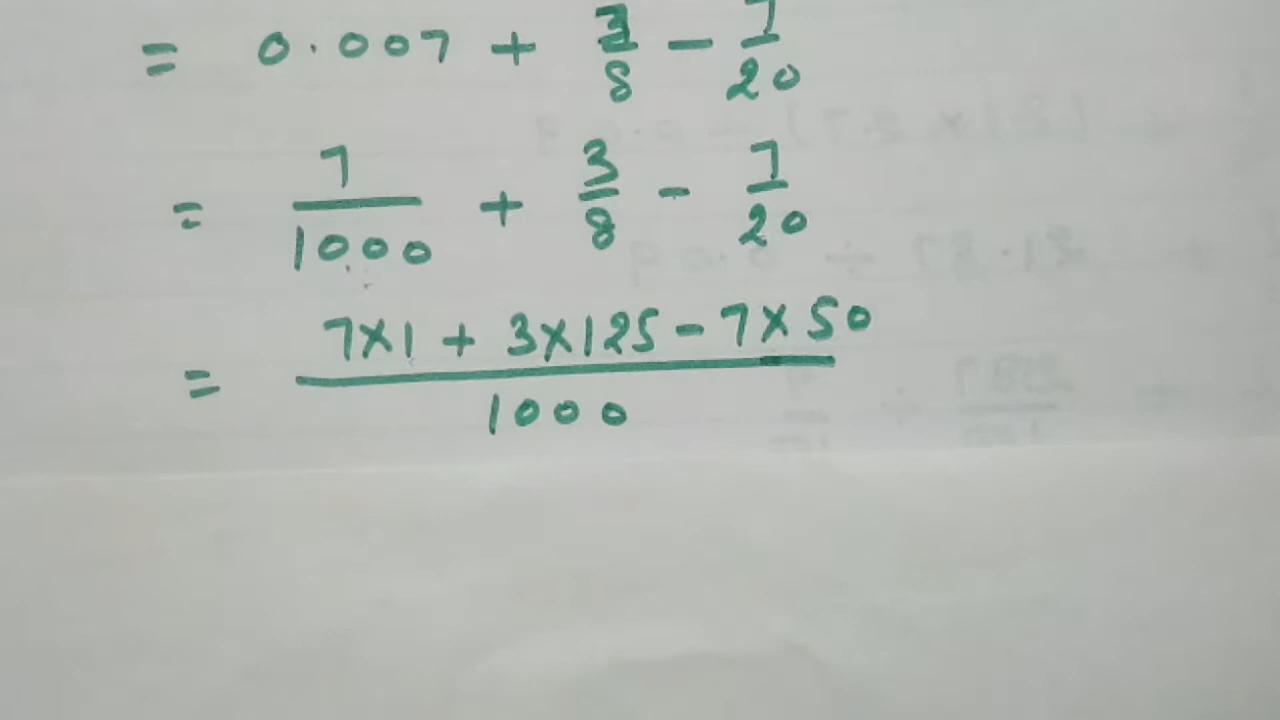 = 0.007 + 3/8 - 7/20
= 7/1000 + 3/8 - 7/20
= 7×1 + 3×125 - 7×50 / 1000